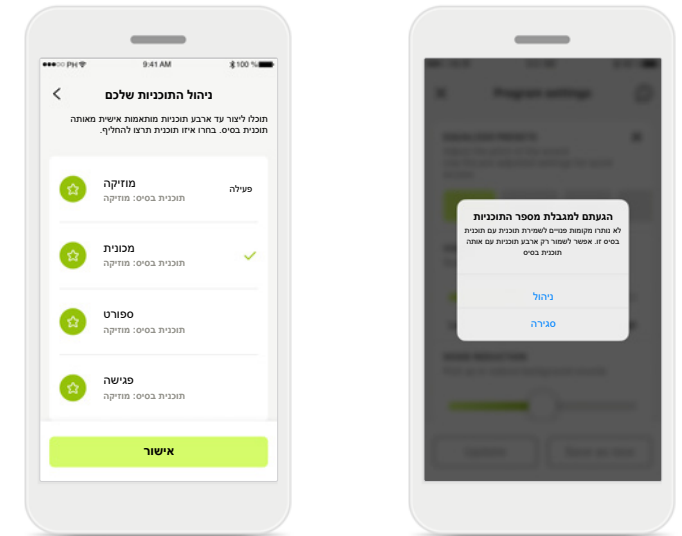 PH
9:41 AM
100 %
ניהול התוכניות שלכם
תוכלו ליצור עד ארבע תוכניות מותאמות אישית מאותה
תוכנית בסיס. בחרו איזו תוכנית תרצו להחליף.
מוזיקה
פעילה
תוכנית בסיס: מוזיקה
מכונית
תוכנית בסיס: מוזיקה
ספורט
תוכנית בסיס: מוזיקה
פגישה
תוכנית בסיס: מוזיקה
אישור
Program settings
הגעתם למגבלת מספר התוכניות
לא נותרו מקומות פנויים לשמירת תוכנית עם תוכנית
בסיס זו. אפשר לשמור רק ארבע תוכניות עם אותה
תוכנית בסיס
ניהול
סגירה